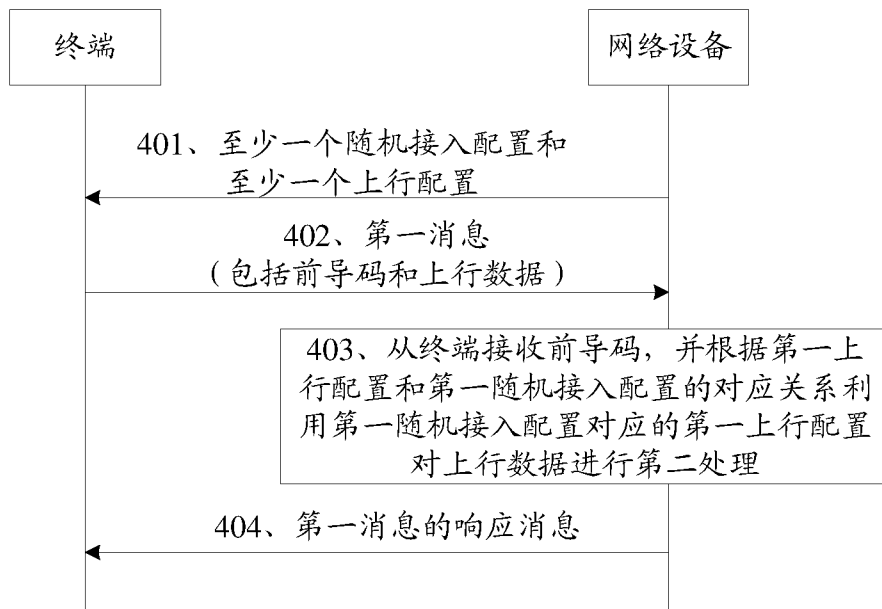 终端
网络设备
401、至少一个随机接入配置和
至少一个上行配置
402、第一消息
（包括前导码和上行数据）
403、从终端接收前导码，并根据第一上
行配置和第一随机接入配置的对应关系利
用第一随机接入配置对应的第一上行配置
对上行数据进行第二处理
404、第一消息的响应消息